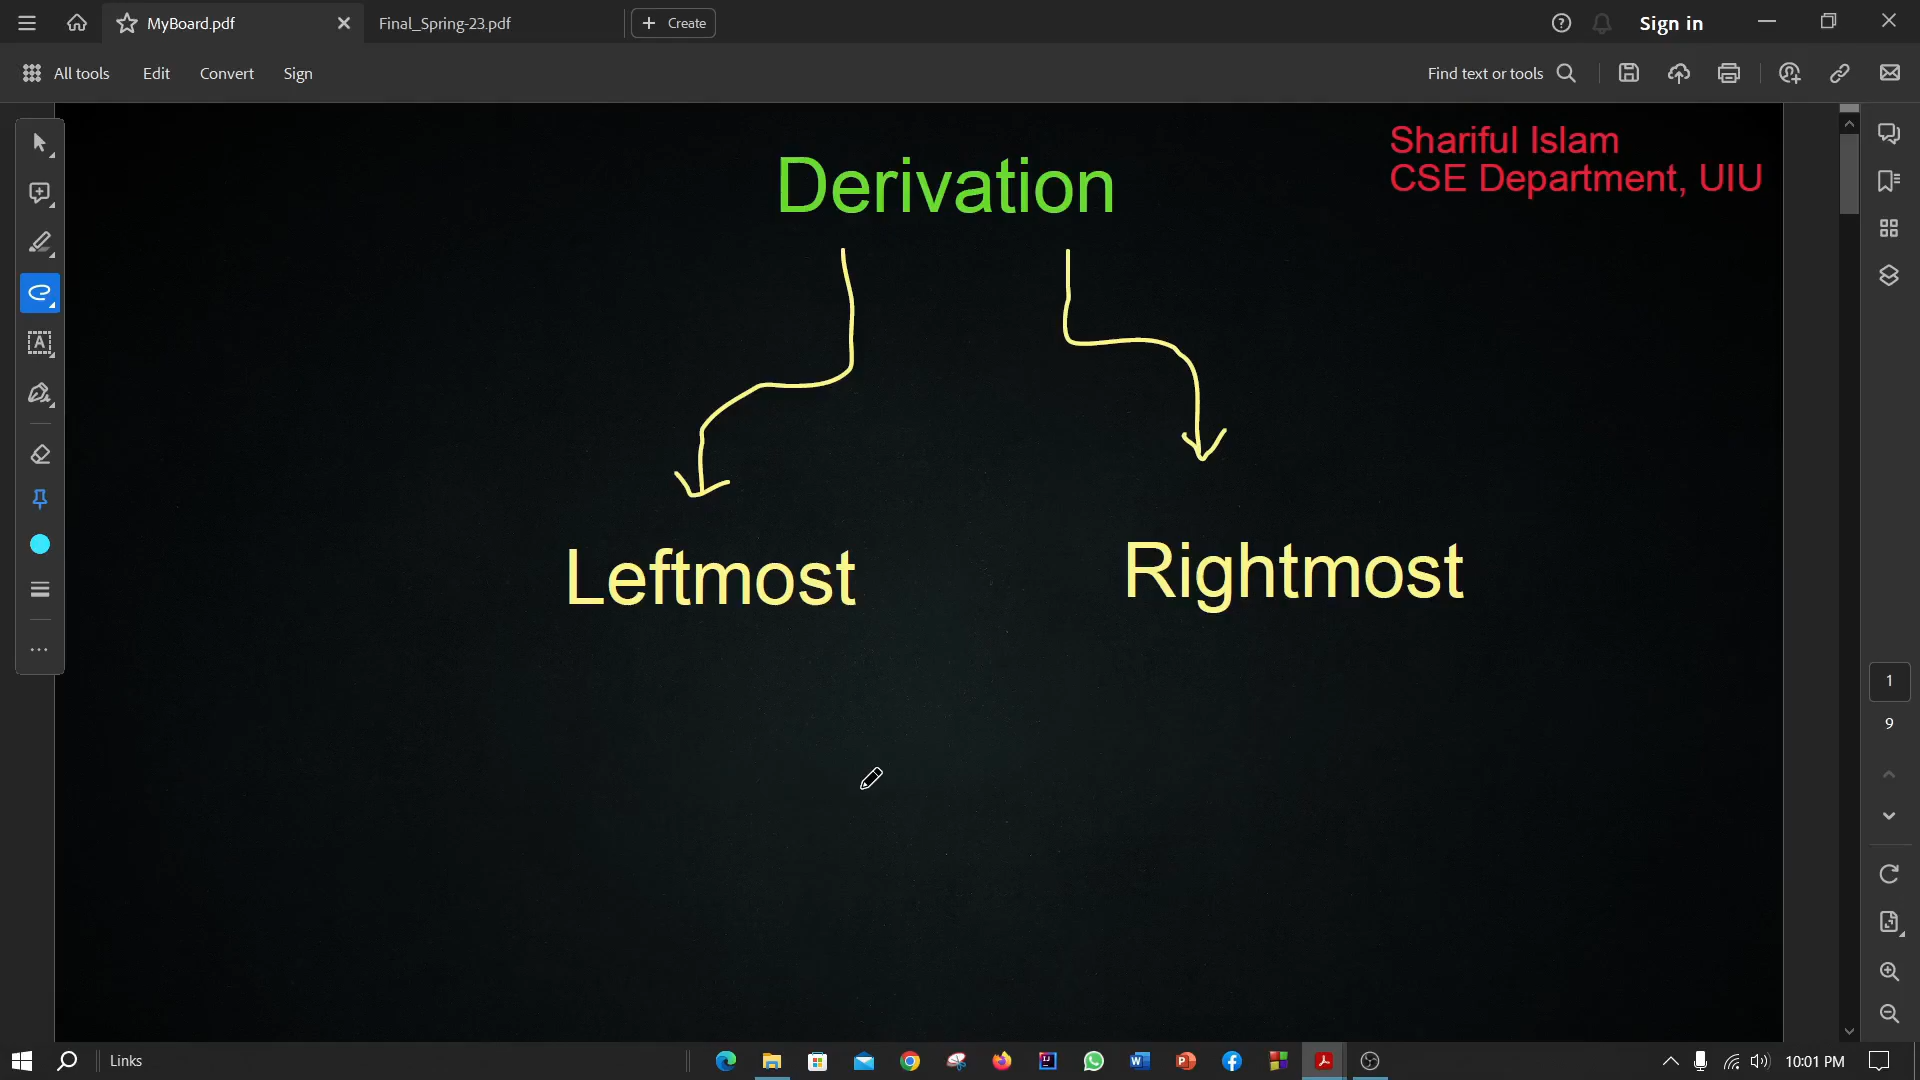 MyBoard.pdf
Final_Spring-23.pdf
Create
Sign in
All tools
Edit
Convert
Sign
Find text or tools
Derivation
Shariful Islam
CSE Department, UIU
Leftmost
Rightmost
1
9
Links
10:01 PM